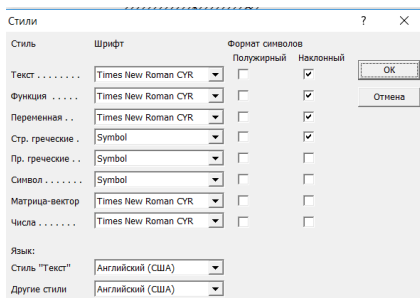 Стили ? ×
Стиль Шрифт Формат символов
Полужирный Наклонный
Текст . . . . . . . . Times New Roman CYR OK
Функция . . . . . Times New Roman CYR Отмена
Переменная . . Times New Roman CYR
Стр. греческие . Symbol
Пр. греческие . . Symbol
Символ . . . . . . . Symbol
Матрица-вектор Times New Roman CYR
Числа . . . . . . . Times New Roman CYR
Язык:
Стиль "Текст" Английский (США)
Другие стили Английский (США)